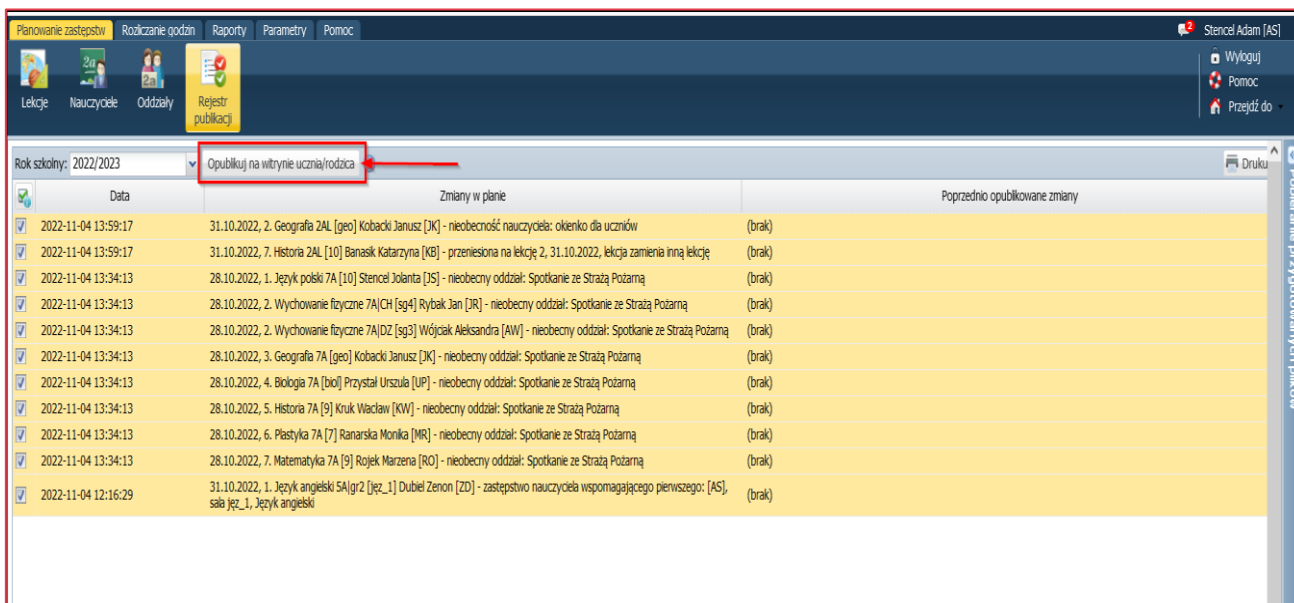 Planowanie zastępstw Rozliczanie godzin Raporty Parametry Pomoc 2 Stencel Adam [AS]
Lekcje Nauczyciele Oddziały Rejestr publikacji
Wyloguj
Pomoc
Przejdź do
Rok szkolny: 2022/2023 Opublikuj na witrynie ucznia/rodzica Druku
Data Zmiany w planie Poprzednio opublikowane zmiany
2022-11-04 13:59:17 31.10.2022, 2. Geografia 2AL [geo] Kobacki Janusz [JK] - nieobecność nauczyciela: okienko dla uczniów (brak)
2022-11-04 13:59:17 31.10.2022, 7. Historia 2AL [10] Banasik Katarzyna [KB] - przeniesiona na lekcję 2, 31.10.2022, lekcja zamienia inną lekcję (brak)
2022-11-04 13:34:13 28.10.2022, 1. Język polski 7A [10] Stencel Jolanta [JS] - nieobecny oddział: Spotkanie ze Strażą Pożarną (brak)
2022-11-04 13:34:13 28.10.2022, 2. Wychowanie fizyczne 7A|CH [sg4] Rybak Jan [JR] - nieobecny oddział: Spotkanie ze Strażą Pożarną (brak)
2022-11-04 13:34:13 28.10.2022, 2. Wychowanie fizyczne 7A|DZ [sg3] Wójciak Aleksandra [AW] - nieobecny oddział: Spotkanie ze Strażą Pożarną (brak)
2022-11-04 13:34:13 28.10.2022, 3. Geografia 7A [geo] Kobacki Janusz [JK] - nieobecny oddział: Spotkanie ze Strażą Pożarną (brak)
2022-11-04 13:34:13 28.10.2022, 4. Biologia 7A [biol] Przystał Urszula [UP] - nieobecny oddział: Spotkanie ze Strażą Pożarną (brak)
2022-11-04 13:34:13 28.10.2022, 5. Historia 7A [9] Kruk Wacław [KW] - nieobecny oddział: Spotkanie ze Strażą Pożarną (brak)
2022-11-04 13:34:13 28.10.2022, 6. Plastyka 7A [7] Ranarska Monika [MR] - nieobecny oddział: Spotkanie ze Strażą Pożarną (brak)
2022-11-04 13:34:13 28.10.2022, 7. Matematyka 7A [9] Rojek Marzena [RO] - nieobecny oddział: Spotkanie ze Strażą Pożarną (brak)
2022-11-04 12:16:29 31.10.2022, 1. Język angielski 5A|gr2 [jęz_1] Dubiel Zenon [ZD] - zastępstwo nauczyciela wspomagającego pierwszego: [AS], (brak)
sala jęz_1, Język angielski
Pobieranie przygotowanych plików